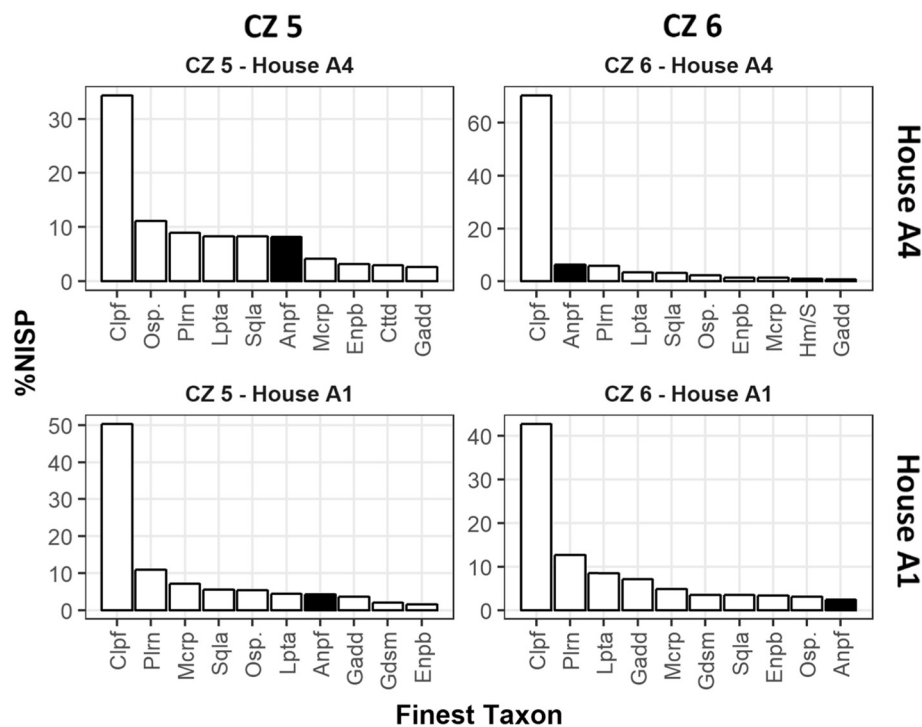 CZ 5
CZ 6
CZ 5 - House A4
CZ 6 - House A4
30
20
10
0
60
40
20
0
Clpf Osp. Plrn Lpta Sqla Anpf Mcrp Enpb Cttd Gadd
Clpf Anpf Plrn Lpta Sqla Osp. Enpb Mcrp Hm/S Gadd
House A4
%NISP
CZ 5 - House A1
CZ 6 - House A1
50
40
30
20
10
0
40
30
20
10
0
Clpf Plrn Mcrp Sqla Osp. Lpta Anpf Gadd Gdsm Enpb
Clpf Plrn Lpta Gadd Mcrp Gdsm Sqla Enpb Osp. Anpf
House A1
Finest Taxon